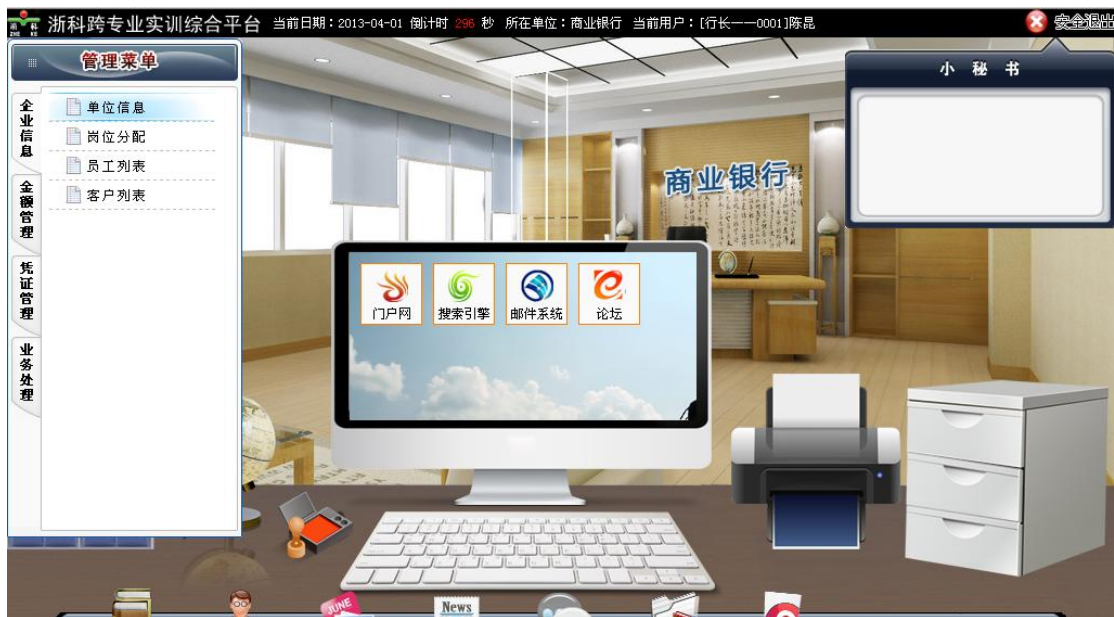 浙科
ZHE KE
浙科跨专业实训综合平台 当前日期：2013-04-01 倒计时 296 秒 所在单位：商业银行 当前用户：[行长——0001]陈昆
安全退出
管理菜单
企业信息
金额管理
凭证管理
业务处理
单位信息
岗位分配
员工列表
客户列表
小 秘 书
商业银行
门户网
搜索引擎
邮件系统
论坛
JUNE
News